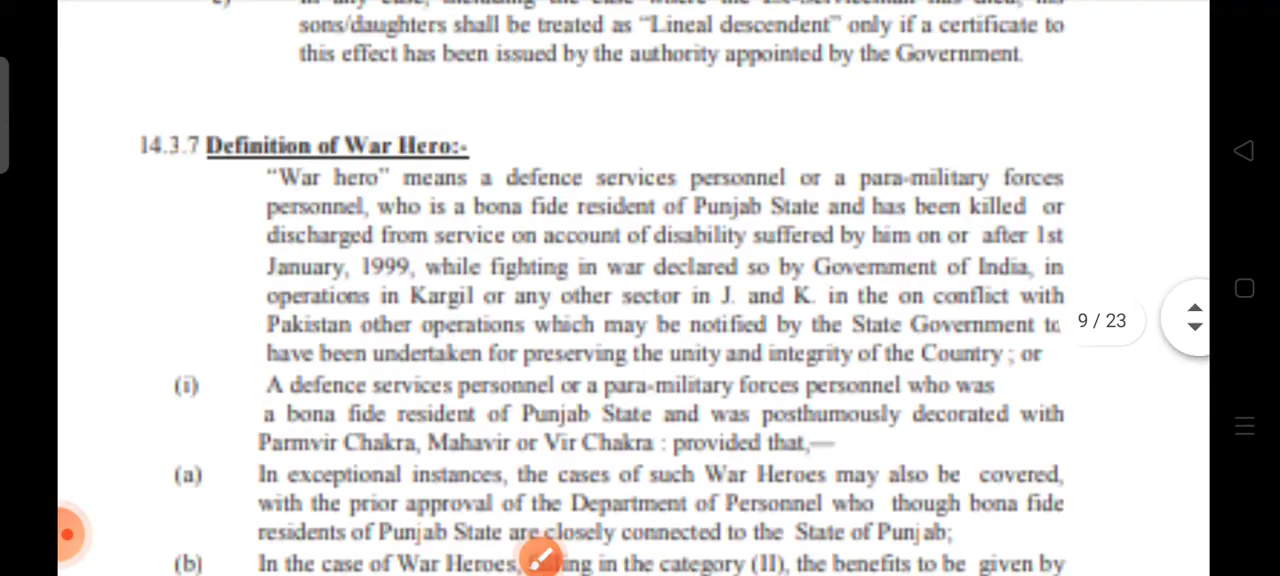 sons/daughters shall be treated as “Lineal descendent” only if a certificate to
this effect has been issued by the authority appointed by the Government.
14.3.7 Definition of War Hero:-
“War hero” means a defence services personnel or a para-military forces
personnel, who is a bona fide resident of Punjab State and has been killed or
discharged from service on account of disability suffered by him on or after 1st
January, 1999, while fighting in war declared so by Government of India, in
operations in Kargil or any other sector in J. and K. in the on conflict with
Pakistan other operations which may be notified by the State Government to
have been undertaken for preserving the unity and integrity of the Country ; or
9 / 23
(i) A defence services personnel or a para-military forces personnel who was
a bona fide resident of Punjab State and was posthumously decorated with
Parmvir Chakra, Mahavir or Vir Chakra : provided that,—
(a) In exceptional instances, the cases of such War Heroes may also be covered,
with the prior approval of the Department of Personnel who though bona fide
residents of Punjab State are closely connected to the State of Punjab;
(b) In the case of War Heroes, in the category (II), the benefits to be given by